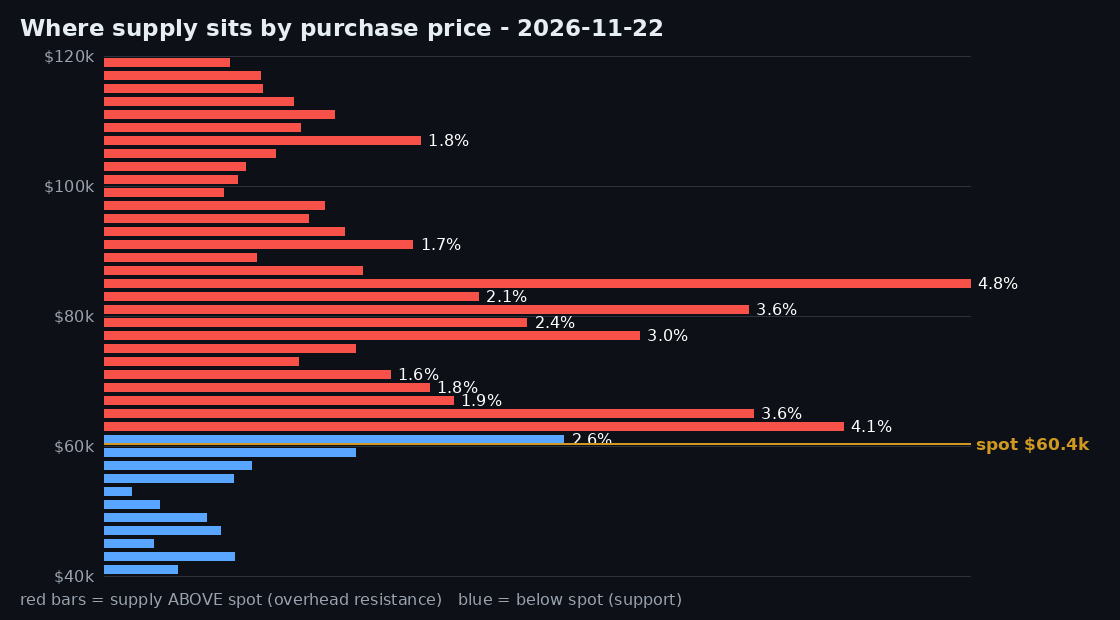 Where supply sits by purchase price - 2026-11-22
$120k
1.8%
$100k
1.7%
4.8%
2.1%
3.6%
$80k
2.4%
3.0%
1.6%
1.8%
1.9%
3.6%
4.1%
2.6%
$60k
spot $60.4k
$40k
red bars = supply ABOVE spot (overhead resistance) blue = below spot (support)